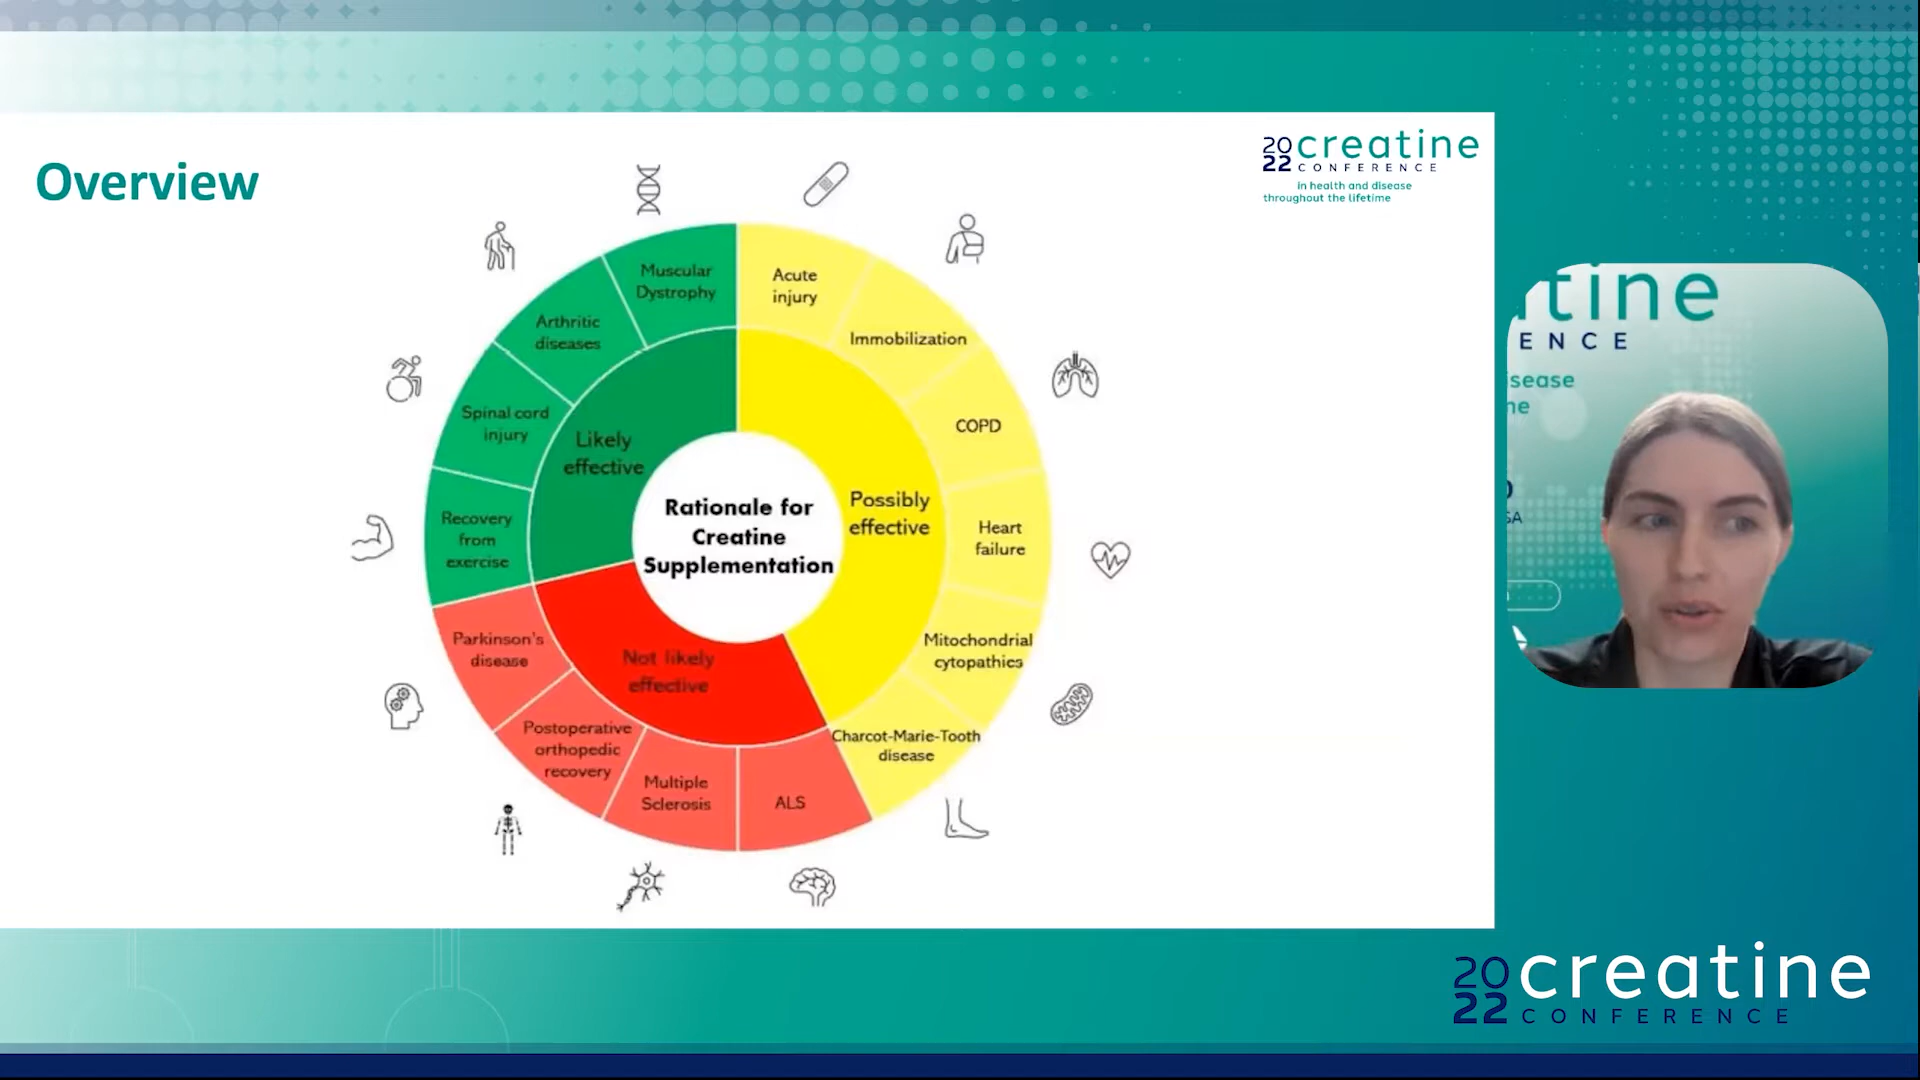 Overview
20
22
creatine
CONFERENCE
in health and disease
throughout the lifetime
Muscular
Dystrophy
Acute
injury
Arthritic
diseases
Immobilization
Spinal cord
injury
COPD
Likely
effective
Possibly
effective
Rationale for
Creatine
Supplementation
Recovery
from
exercise
Heart
failure
Parkinson's
disease
Not likely
effective
Mitochondrial
cytopathics
Postoperative
orthopedic
recovery
Charcot-Marie-Tooth
disease
Multiple
Sclerosis
ALS
tine
ENCE
sease
ne
20
22
creatine
CONFERENCE